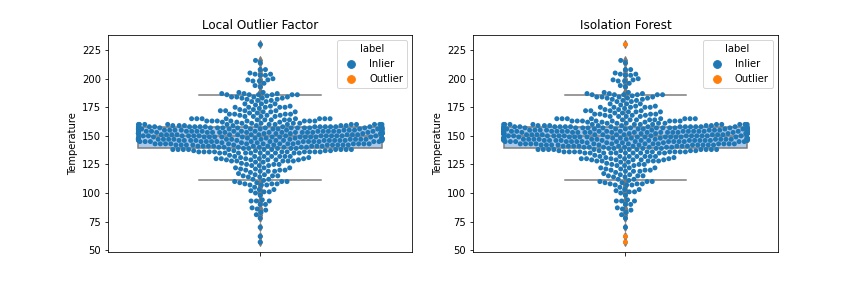 Local Outlier Factor
Temperature
225
200
175
150
125
100
75
50
label
Inlier
Outlier
Isolation Forest
Temperature
225
200
175
150
125
100
75
50
label
Inlier
Outlier